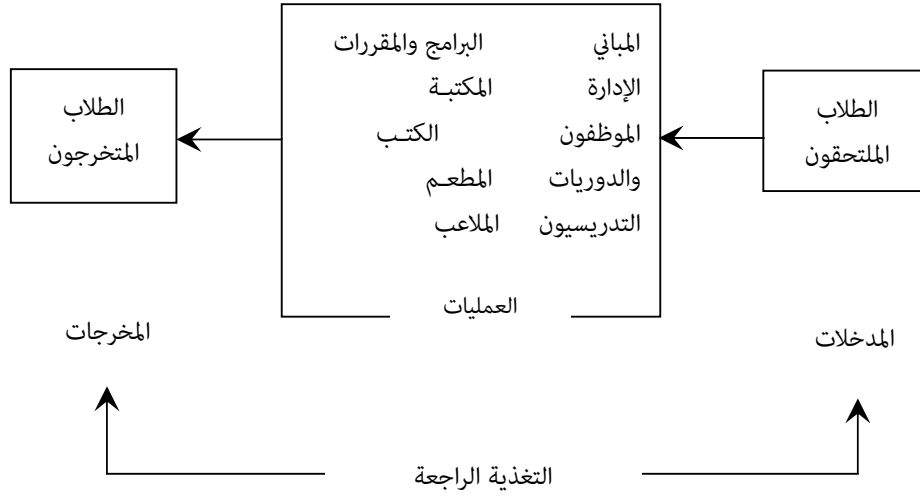 المباني البرامج والمقررات
الإدارة المكتبـة
الموظفون الكتـب
والدوريات المطعـم
التدريسيون الملاعب
العمليات
الطلاب
الملتحقون
الطلاب
المتخرجون
المدخلات
المخرجات
التغذية الراجعة